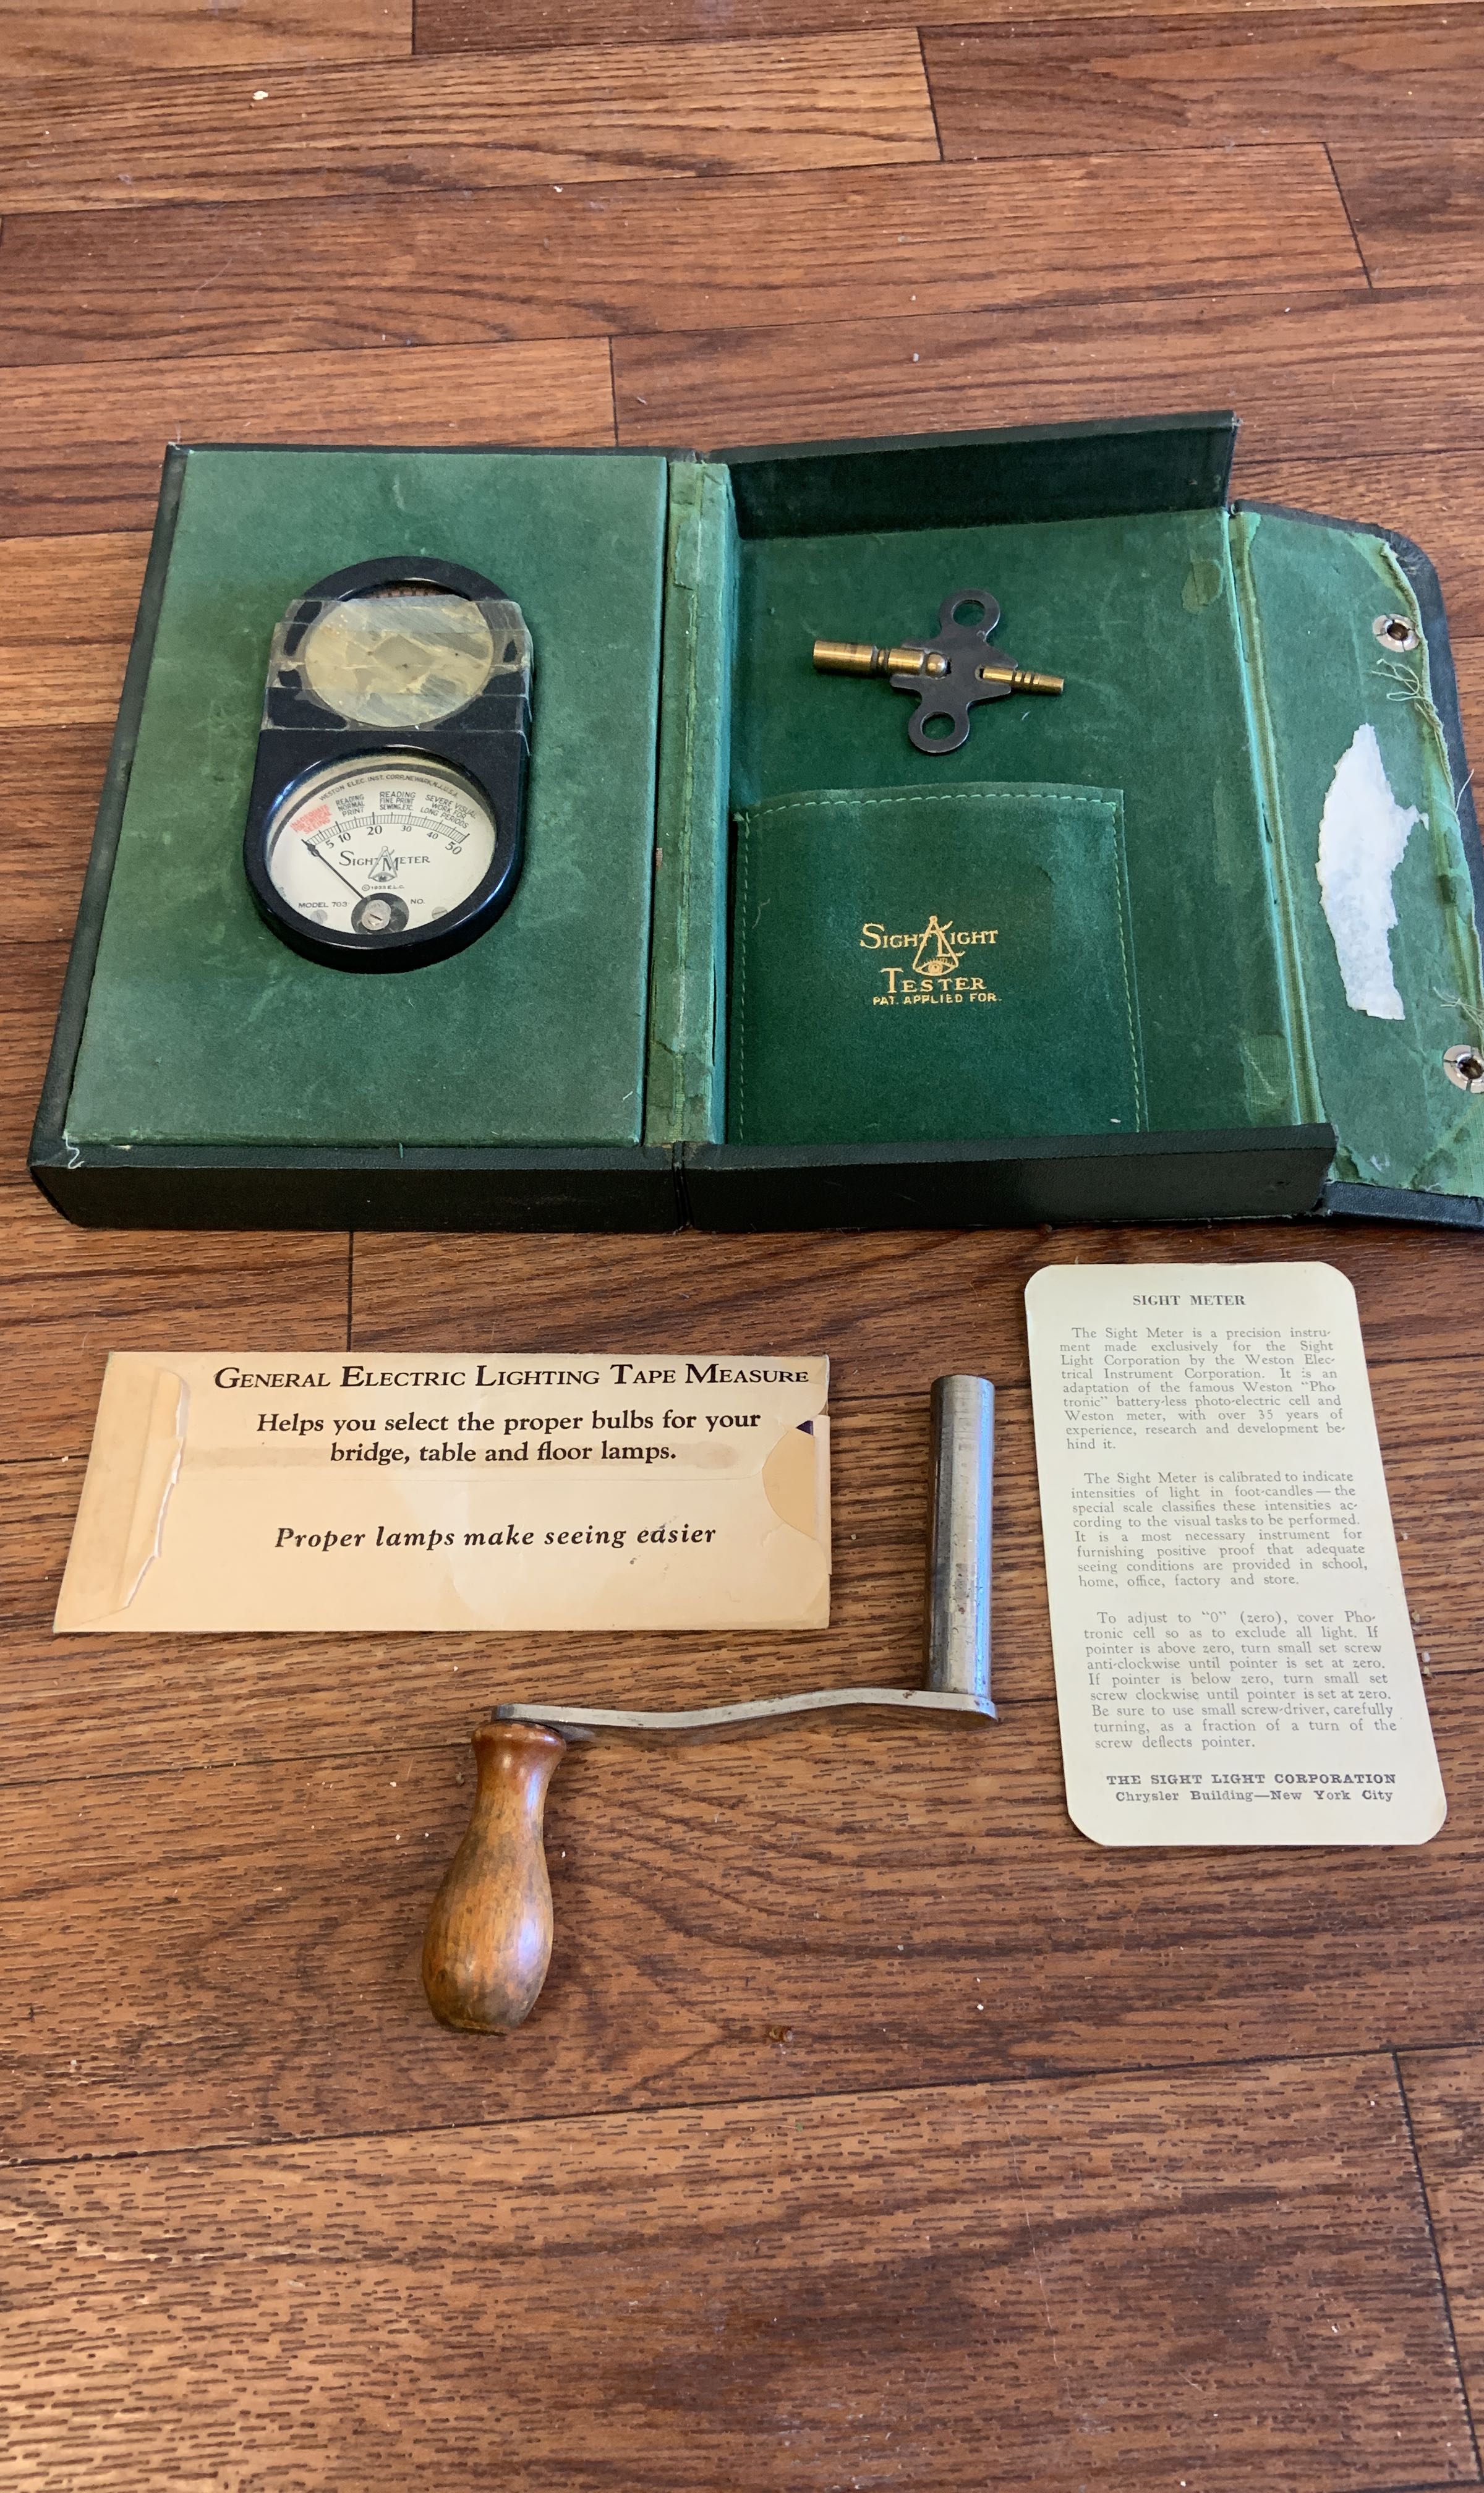 WESTON ELEC. INST. CORP. NEWARK, N.J. U.S.A.
READING
NORMAL
PRINT
READING
FINE PRINT
SEWING, ETC.
SEVERE VISUAL
WORK FOR
LONG PERIODS
5 10 20 30 40 50
SIGHT METER
MODEL 703 NO.
SIGHT LIGHT
TESTER
PAT. APPLIED FOR.
GENERAL ELECTRIC LIGHTING TAPE MEASURE
Helps you select the proper bulbs for your
bridge, table and floor lamps.
Proper lamps make seeing easier
SIGHT METER
The Sight Meter is a precision instru-
ment made exclusively for the Sight
Light Corporation by the Weston Elec-
trical Instrument Corporation. It is an
adaptation of the famous Weston "Pho
tronic" battery-less photo-electric cell and
Weston meter, with over 35 years of
experience, research and development be-
hind it.
The Sight Meter is calibrated to indicate
intensities of light in foot-candles — the
special scale classifies these intensities ac-
cording to the visual tasks to be performed.
It is a most necessary instrument for
furnishing positive proof that adequate
seeing conditions are provided in school,
home, office, factory and store.
To adjust to "0" (zero), cover Pho-
tronic cell so as to exclude all light. If
pointer is above zero, turn small set screw
anti-clockwise until pointer is set at zero.
If pointer is below zero, turn small set
screw clockwise until pointer is set at zero.
Be sure to use small screw-driver, carefully
turning, as a fraction of a turn of the
screw deflects pointer.
THE SIGHT LIGHT CORPORATION
Chrysler Building—New York City